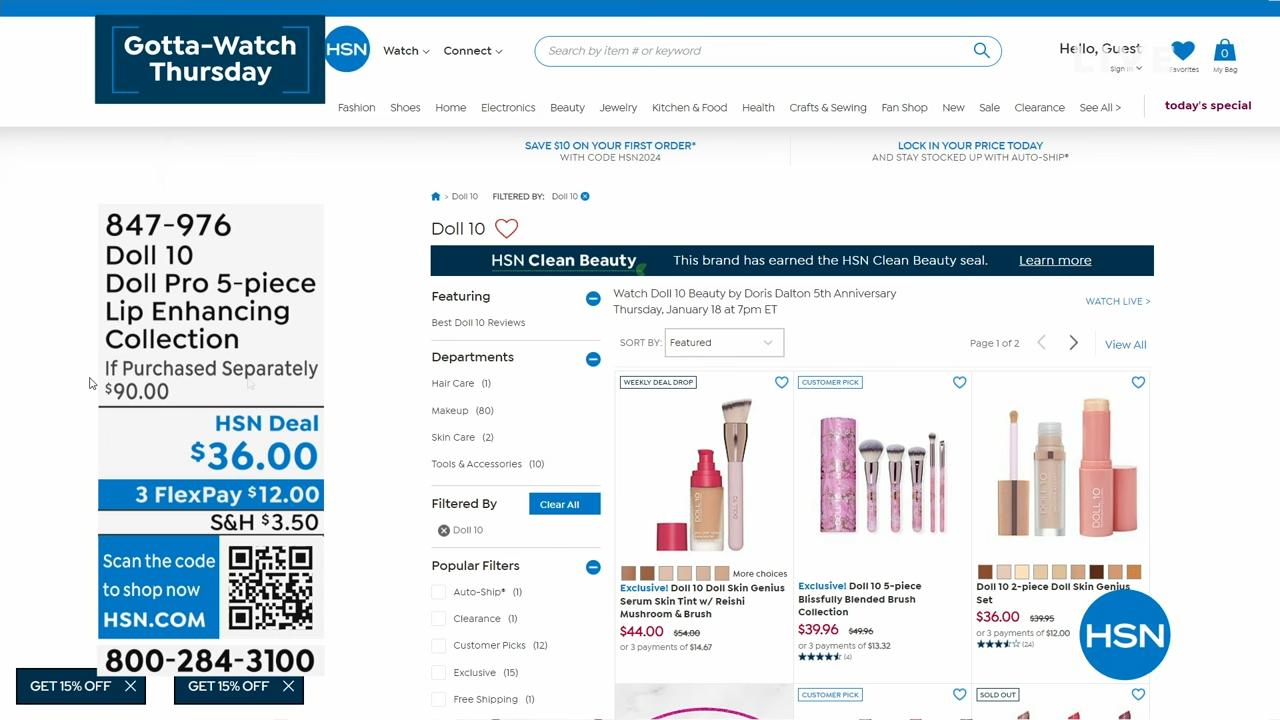 Gotta-Watch
Thursday
HSN
Watch
Connect
Search by item # or keyword
Hello, Guest
Sign in
LIVE
Favorites
0
My Bag
Fashion
Shoes
Home
Electronics
Beauty
Jewelry
Kitchen & Food
Health
Crafts & Sewing
Fan Shop
New
Sale
Clearance
See All >
today's special
SAVE $10 ON YOUR FIRST ORDER*
WITH CODE HSN2024
LOCK IN YOUR PRICE TODAY
AND STAY STOCKED UP WITH AUTO-SHIP®
> Doll 10
FILTERED BY:
Doll 10
Doll 10
HSN Clean Beauty
This brand has earned the HSN Clean Beauty seal.
Learn more
847-976
Doll 10
Doll Pro 5-piece
Lip Enhancing
Collection
If Purchased Separately
$90.00
HSN Deal
$36.00
3 FlexPay $12.00
S&H $3.50
Scan the code
to shop now
HSN.COM
800-284-3100
GET 15% OFF
GET 15% OFF
Featuring
Best Doll 10 Reviews
Departments
Hair Care (1)
Makeup (80)
Skin Care (2)
Tools & Accessories (10)
Filtered By
Clear All
Doll 10
Popular Filters
Auto-Ship® (1)
Clearance (1)
Customer Picks (12)
Exclusive (15)
Free Shipping (1)
Watch Doll 10 Beauty by Doris Dalton 5th Anniversary
Thursday, January 18 at 7pm ET
WATCH LIVE >
SORT BY:
Featured
Page 1 of 2
View All
WEEKLY DEAL DROP
DOLL 10
DOLL 10
More choices
Exclusive! Doll 10 Doll Skin Genius
Serum Skin Tint w/ Reishi
Mushroom & Brush
$44.00 $54.00
or 3 payments of $14.67
CUSTOMER PICK
Exclusive! Doll 10 5-piece
Blissfully Blended Brush
Collection
$39.96 $49.96
or 3 payments of $13.32
(4)
DOLL 10
DOLL 10
Doll 10 2-piece Doll Skin Genius
Set
$36.00 $39.95
or 3 payments of $12.00
(24)
HSN
CUSTOMER PICK
SOLD OUT